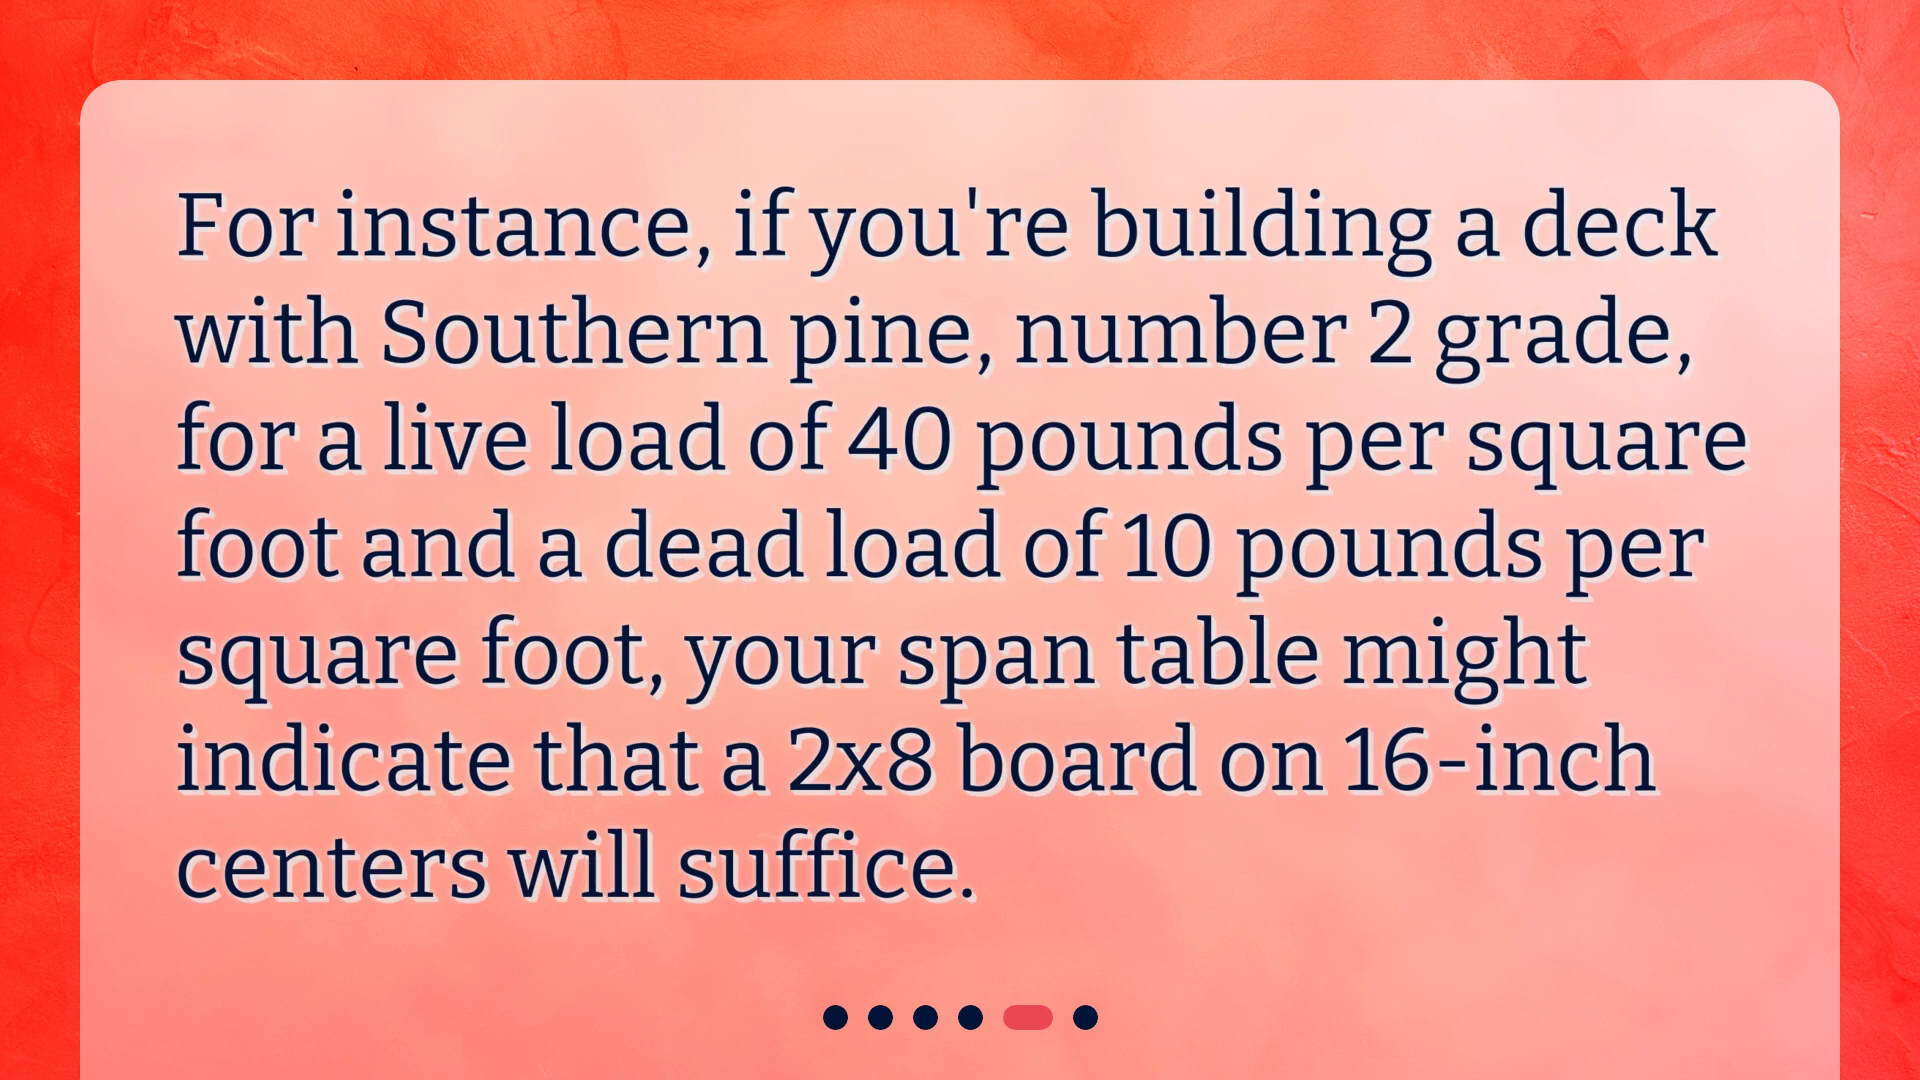 For instance, if you're building a deck
with Southern pine, number 2 grade,
for a live load of 40 pounds per square
foot and a dead load of 10 pounds per
square foot, your span table might
indicate that a 2x8 board on 16-inch
centers will suffice.